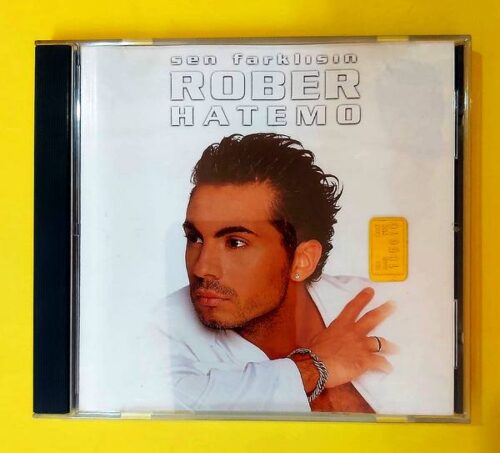 sen farklısın
ROBER
HATEMO